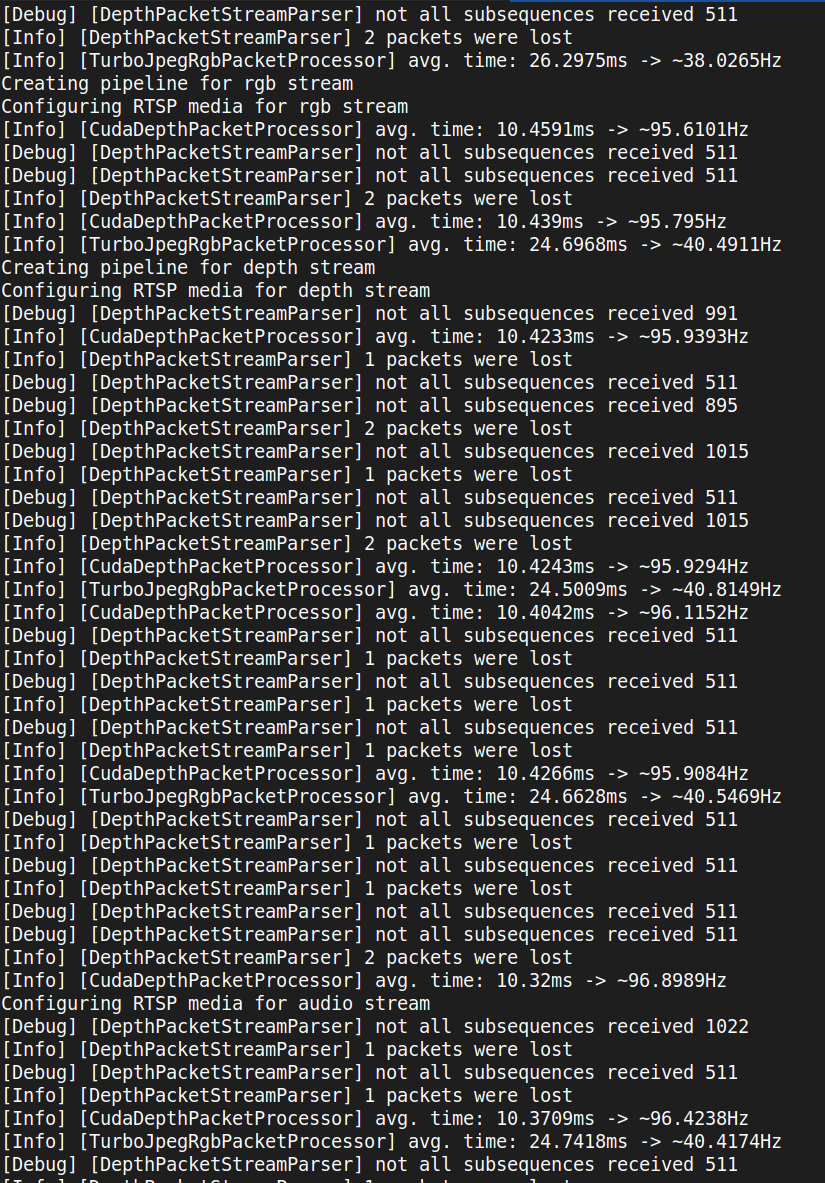 [Debug] [DepthPacketStreamParser] not all subsequences received 511
[Info] [DepthPacketStreamParser] 2 packets were lost
[Info] [TurboJpegRgbPacketProcessor] avg. time: 26.2975ms -> ~38.0265Hz
Creating pipeline for rgb stream
Configuring RTSP media for rgb stream
[Info] [CudaDepthPacketProcessor] avg. time: 10.4591ms -> ~95.6101Hz
[Debug] [DepthPacketStreamParser] not all subsequences received 511
[Debug] [DepthPacketStreamParser] not all subsequences received 511
[Info] [DepthPacketStreamParser] 2 packets were lost
[Info] [CudaDepthPacketProcessor] avg. time: 10.439ms -> ~95.795Hz
[Info] [TurboJpegRgbPacketProcessor] avg. time: 24.6968ms -> ~40.4911Hz
Creating pipeline for depth stream
Configuring RTSP media for depth stream
[Debug] [DepthPacketStreamParser] not all subsequences received 991
[Info] [CudaDepthPacketProcessor] avg. time: 10.4233ms -> ~95.9393Hz
[Info] [DepthPacketStreamParser] 1 packets were lost
[Debug] [DepthPacketStreamParser] not all subsequences received 511
[Debug] [DepthPacketStreamParser] not all subsequences received 895
[Info] [DepthPacketStreamParser] 2 packets were lost
[Debug] [DepthPacketStreamParser] not all subsequences received 1015
[Info] [DepthPacketStreamParser] 1 packets were lost
[Debug] [DepthPacketStreamParser] not all subsequences received 511
[Debug] [DepthPacketStreamParser] not all subsequences received 1015
[Info] [DepthPacketStreamParser] 2 packets were lost
[Info] [CudaDepthPacketProcessor] avg. time: 10.4243ms -> ~95.9294Hz
[Info] [TurboJpegRgbPacketProcessor] avg. time: 24.5009ms -> ~40.8149Hz
[Info] [CudaDepthPacketProcessor] avg. time: 10.4042ms -> ~96.1152Hz
[Debug] [DepthPacketStreamParser] not all subsequences received 511
[Info] [DepthPacketStreamParser] 1 packets were lost
[Debug] [DepthPacketStreamParser] not all subsequences received 511
[Info] [DepthPacketStreamParser] 1 packets were lost
[Debug] [DepthPacketStreamParser] not all subsequences received 511
[Info] [DepthPacketStreamParser] 1 packets were lost
[Info] [CudaDepthPacketProcessor] avg. time: 10.4266ms -> ~95.9084Hz
[Info] [TurboJpegRgbPacketProcessor] avg. time: 24.6628ms -> ~40.5469Hz
[Debug] [DepthPacketStreamParser] not all subsequences received 511
[Info] [DepthPacketStreamParser] 1 packets were lost
[Debug] [DepthPacketStreamParser] not all subsequences received 511
[Info] [DepthPacketStreamParser] 1 packets were lost
[Debug] [DepthPacketStreamParser] not all subsequences received 511
[Debug] [DepthPacketStreamParser] not all subsequences received 511
[Info] [DepthPacketStreamParser] 2 packets were lost
[Info] [CudaDepthPacketProcessor] avg. time: 10.32ms -> ~96.8989Hz
Configuring RTSP media for audio stream
[Debug] [DepthPacketStreamParser] not all subsequences received 1022
[Info] [DepthPacketStreamParser] 1 packets were lost
[Debug] [DepthPacketStreamParser] not all subsequences received 511
[Info] [DepthPacketStreamParser] 1 packets were lost
[Info] [CudaDepthPacketProcessor] avg. time: 10.3709ms -> ~96.4238Hz
[Info] [TurboJpegRgbPacketProcessor] avg. time: 24.7418ms -> ~40.4174Hz
[Debug] [DepthPacketStreamParser] not all subsequences received 511